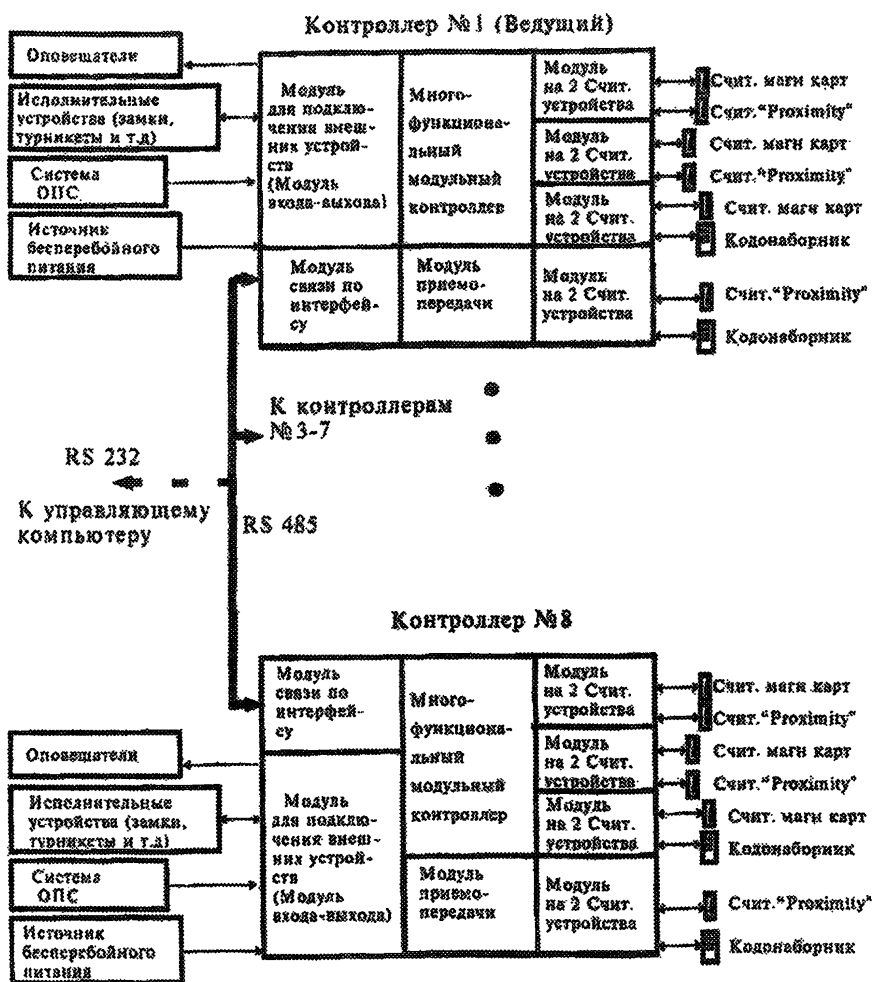 Контроллер №1 (Ведущий)
Оповещатели
Исполнительные
устройства (замки,
турникеты и т.д)
Система
ОПС
Источник
бесперебойного
питания
Модуль
для подклю-
чения внеш-
них устрой-
ств
(Модуль
входа-выхова)
Много-
функциона-
льный
модульный
контроллев
Модуль
на 2 Счит.
устройства
Модуль
на 2 Счит.
устройства
Модуль
на 2 Счит.
устройства
Модуль
связи по
интерфей-
су
Модуль
приемо-
передачи
Модуль
на 2 Счит.
устройства
Счит. магн карт
Счит."Proximity"
Счит. магн карт
Счит."Proximity"
Счит. магн карт
Кодонаборник
Счит."Proximity"
Кодонаборник
К контроллерам
№3-7
RS 232
К управляющему
компьютеру
RS 485
Контроллер №8
Модуль
связи по
интерфей-
су
Много-
функциона-
льный
модульный
контроллер
Модуль
на 2 Счит.
устройства
Модуль
на 2 Счит.
устройства
Модуль
на 2 Счит.
устройства
Оповещатели
Исполнительные
устройства (замки,
турникеты и т.д)
Система
ОПС
Источник
бесперебойного
питания
Модуль
для подклю-
чения внеш-
них устрой-
ств
(Модуль
входа-выхода)
Модуль
приемо-
передачи
Модуль
на 2 Счит.
устройства
Счит. магн карт
Счит."Proximity"
Счит. магн карт
Счит."Proximity"
Счит. магн карт
Кодонаборник
Счит."Proximity"
Кодонаборник